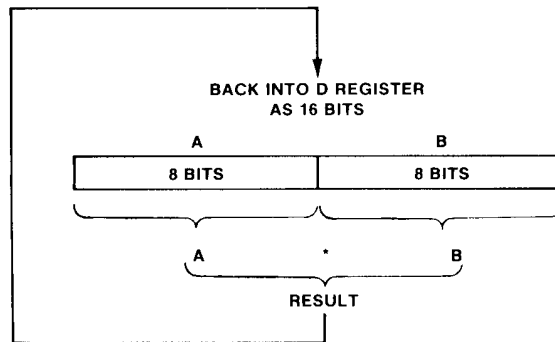 BACK INTO D REGISTER
AS 16 BITS
A B
8 BITS 8 BITS
A * B
RESULT